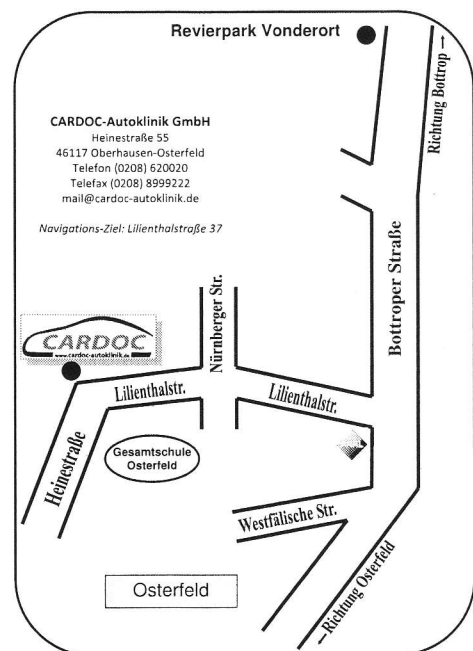 Revierpark Vonderort
Richtung Bottrop →
CARDOC-Autoklinik GmbH
Heinestraße 55
46117 Oberhausen-Osterfeld
Telefon (0208) 620020
Telefax (0208) 8999222
mail@cardoc-autoklinik.de
Navigations-Ziel: Lilienthalstraße 37
Nürnberger Str.
Bottroper Straße
CARDOC
www.cardoc-autoklinik.de
Lilienthalstr.
Lilienthalstr.
Heinestraße
Gesamtschule
Osterfeld
Westfälische Str.
Osterfeld
←Richtung Osterfeld